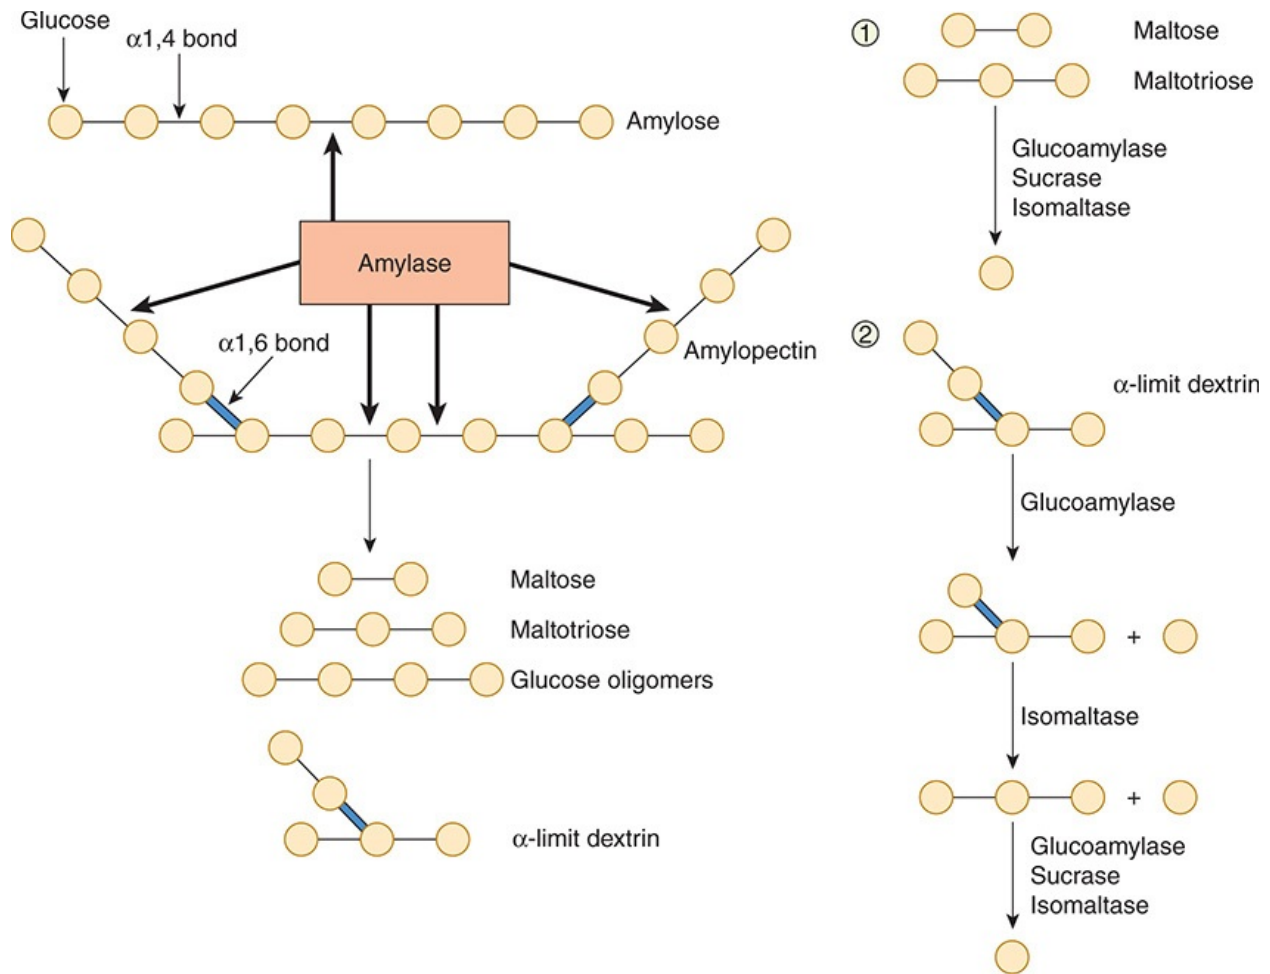 Glucose
α1,4 bond
Amylose
Amylase
α1,6 bond
Amylopectin
Maltose
Maltotriose
Glucose oligomers
α-limit dextrin
1
Maltose
Maltotriose
Glucoamylase
Sucrase
Isomaltase
2
α-limit dextrin
Glucoamylase
+
Isomaltase
+
Glucoamylase
Sucrase
Isomaltase